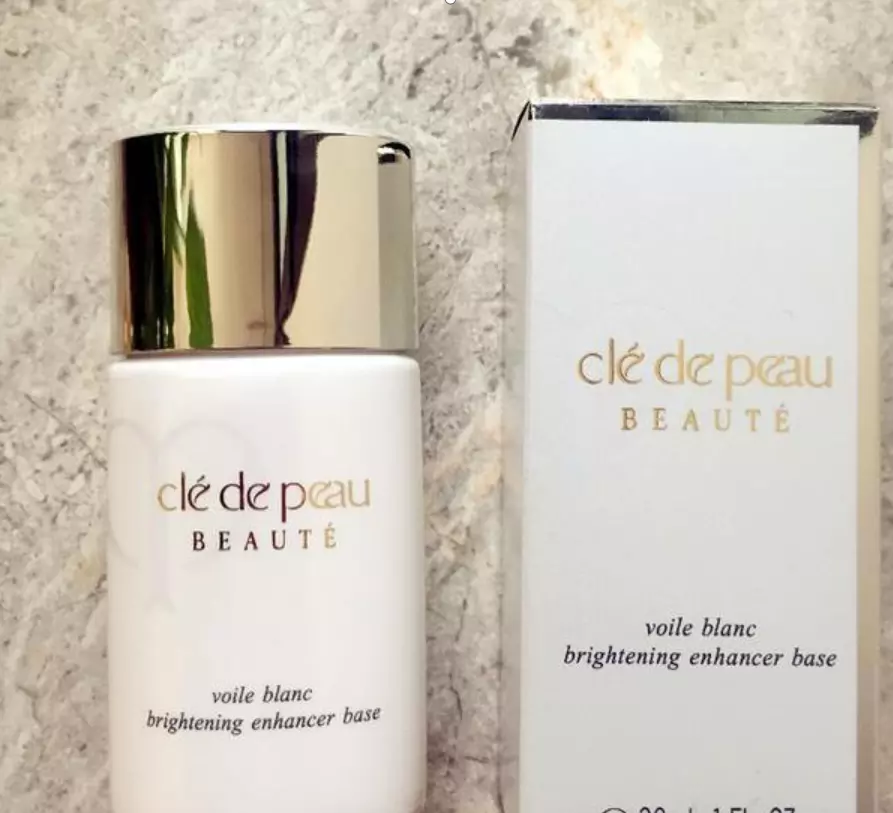 clé de peau
BEAUTÉ
voile blanc
brightening enhancer base
clé de peau
BEAUTÉ
voile blanc
brightening enhancer base